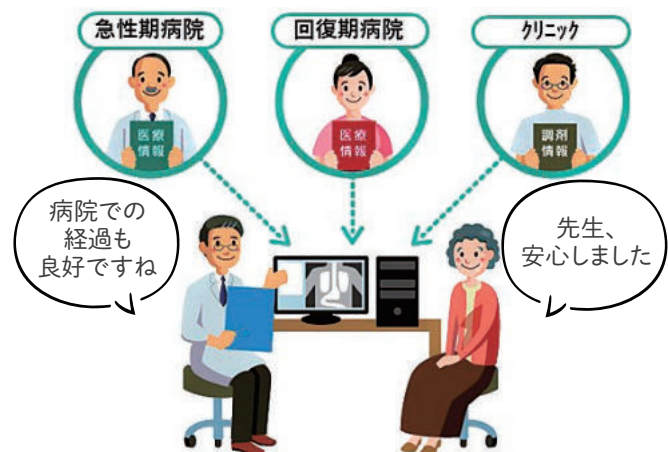 急性期病院
回復期病院
クリニック
医療
情報
医療
情報
調剤
情報
病院での
経過も
良好ですね
先生、
安心しました